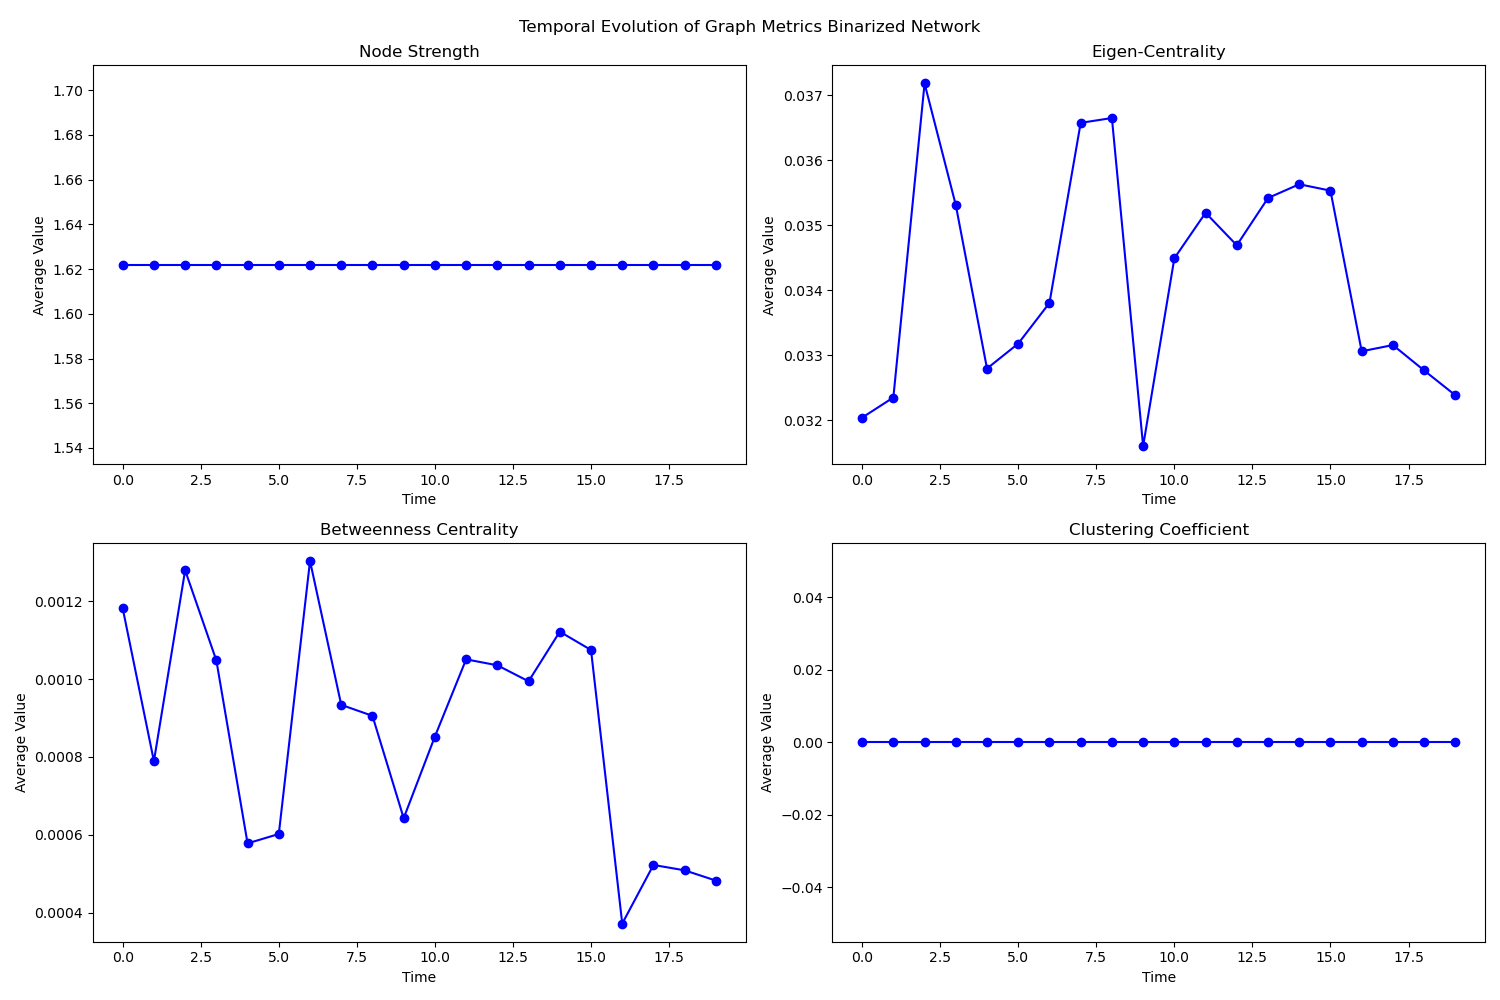 Temporal Evolution of Graph Metrics Binarized Network
Node Strength
1.70
1.68
1.66
1.64
1.62
1.60
1.58
1.56
1.54
Average Value
0.0 2.5 5.0 7.5 10.0 12.5 15.0 17.5
Time
Eigen-Centrality
0.037
0.036
0.035
0.034
0.033
0.032
Average Value
0.0 2.5 5.0 7.5 10.0 12.5 15.0 17.5
Time
Betweenness Centrality
0.0012
0.0010
0.0008
0.0006
0.0004
Average Value
0.0 2.5 5.0 7.5 10.0 12.5 15.0 17.5
Time
Clustering Coefficient
0.04
0.02
0.00
−0.02
−0.04
Average Value
0.0 2.5 5.0 7.5 10.0 12.5 15.0 17.5
Time